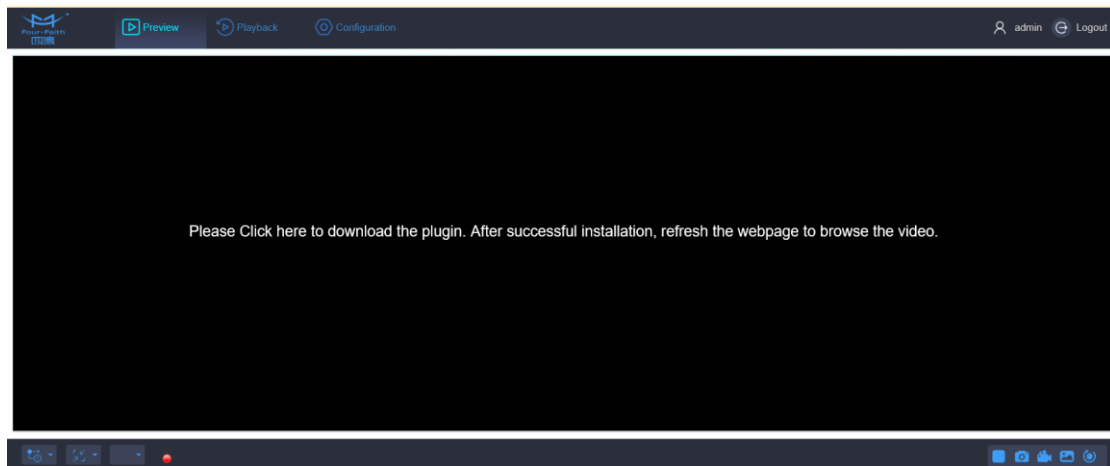 Four-Faith
Preview
Playback
Configuration
admin
Logout
Please Click here to download the plugin. After successful installation, refresh the webpage to browse the video.